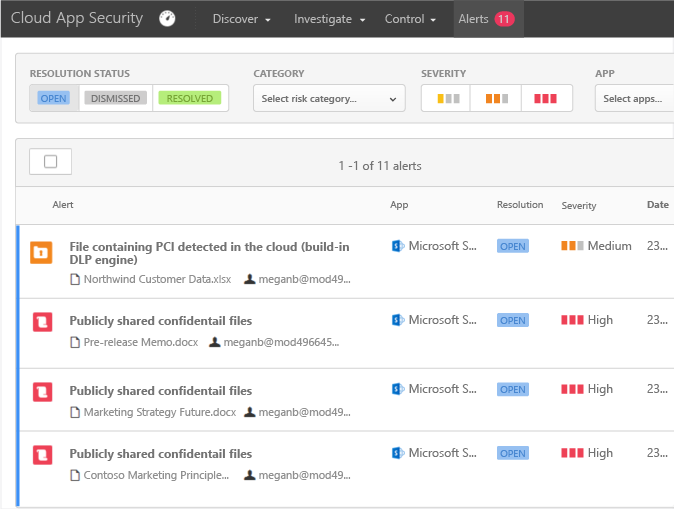 Cloud App Security Discover Investigate Control Alerts 11
RESOLUTION STATUS CATEGORY SEVERITY APP
OPEN DISMISSED RESOLVED Select risk category... Select apps...
1 -1 of 11 alerts
Alert App Resolution Severity Date
File containing PCI detected in the cloud (build-in
DLP engine)
Microsoft S... OPEN Medium 23...
Northwind Customer Data.xlsx meganb@mod49...
Publicly shared confidentail files Microsoft S... OPEN High 23...
Pre-release Memo.docx meganb@mod496645...
Publicly shared confidentail files Microsoft S... OPEN High 23...
Marketing Strategy Future.docx meganb@mod49...
Publicly shared confidentail files Microsoft S... OPEN High 23...
Contoso Marketing Principle... meganb@mod49...